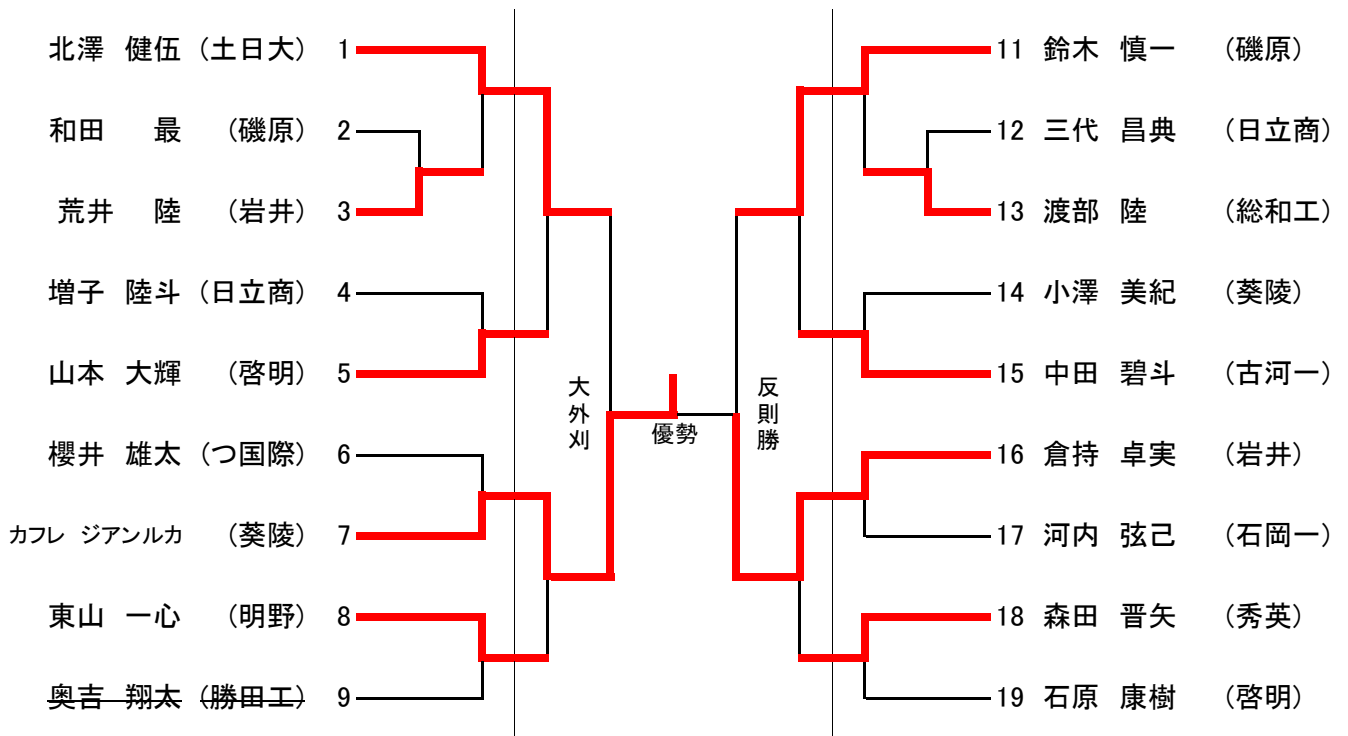 北澤 健伍 (土日大) 1
和田 最 (磯原) 2
荒井 陸 (岩井) 3
増子 陸斗 (日立商) 4
山本 大輝 (啓明) 5
櫻井 雄太 (つ国際) 6
カフレ ジアンルカ (葵陵) 7
東山 一心 (明野) 8
奥吉 翔太 (勝田工) 9
大外刈
優勢
反則勝
11 鈴木 慎一 (磯原)
12 三代 昌典 (日立商)
13 渡部 陸 (総和工)
14 小澤 美紀 (葵陵)
15 中田 碧斗 (古河一)
16 倉持 卓実 (岩井)
17 河内 弦己 (石岡一)
18 森田 晋矢 (秀英)
19 石原 康樹 (啓明)